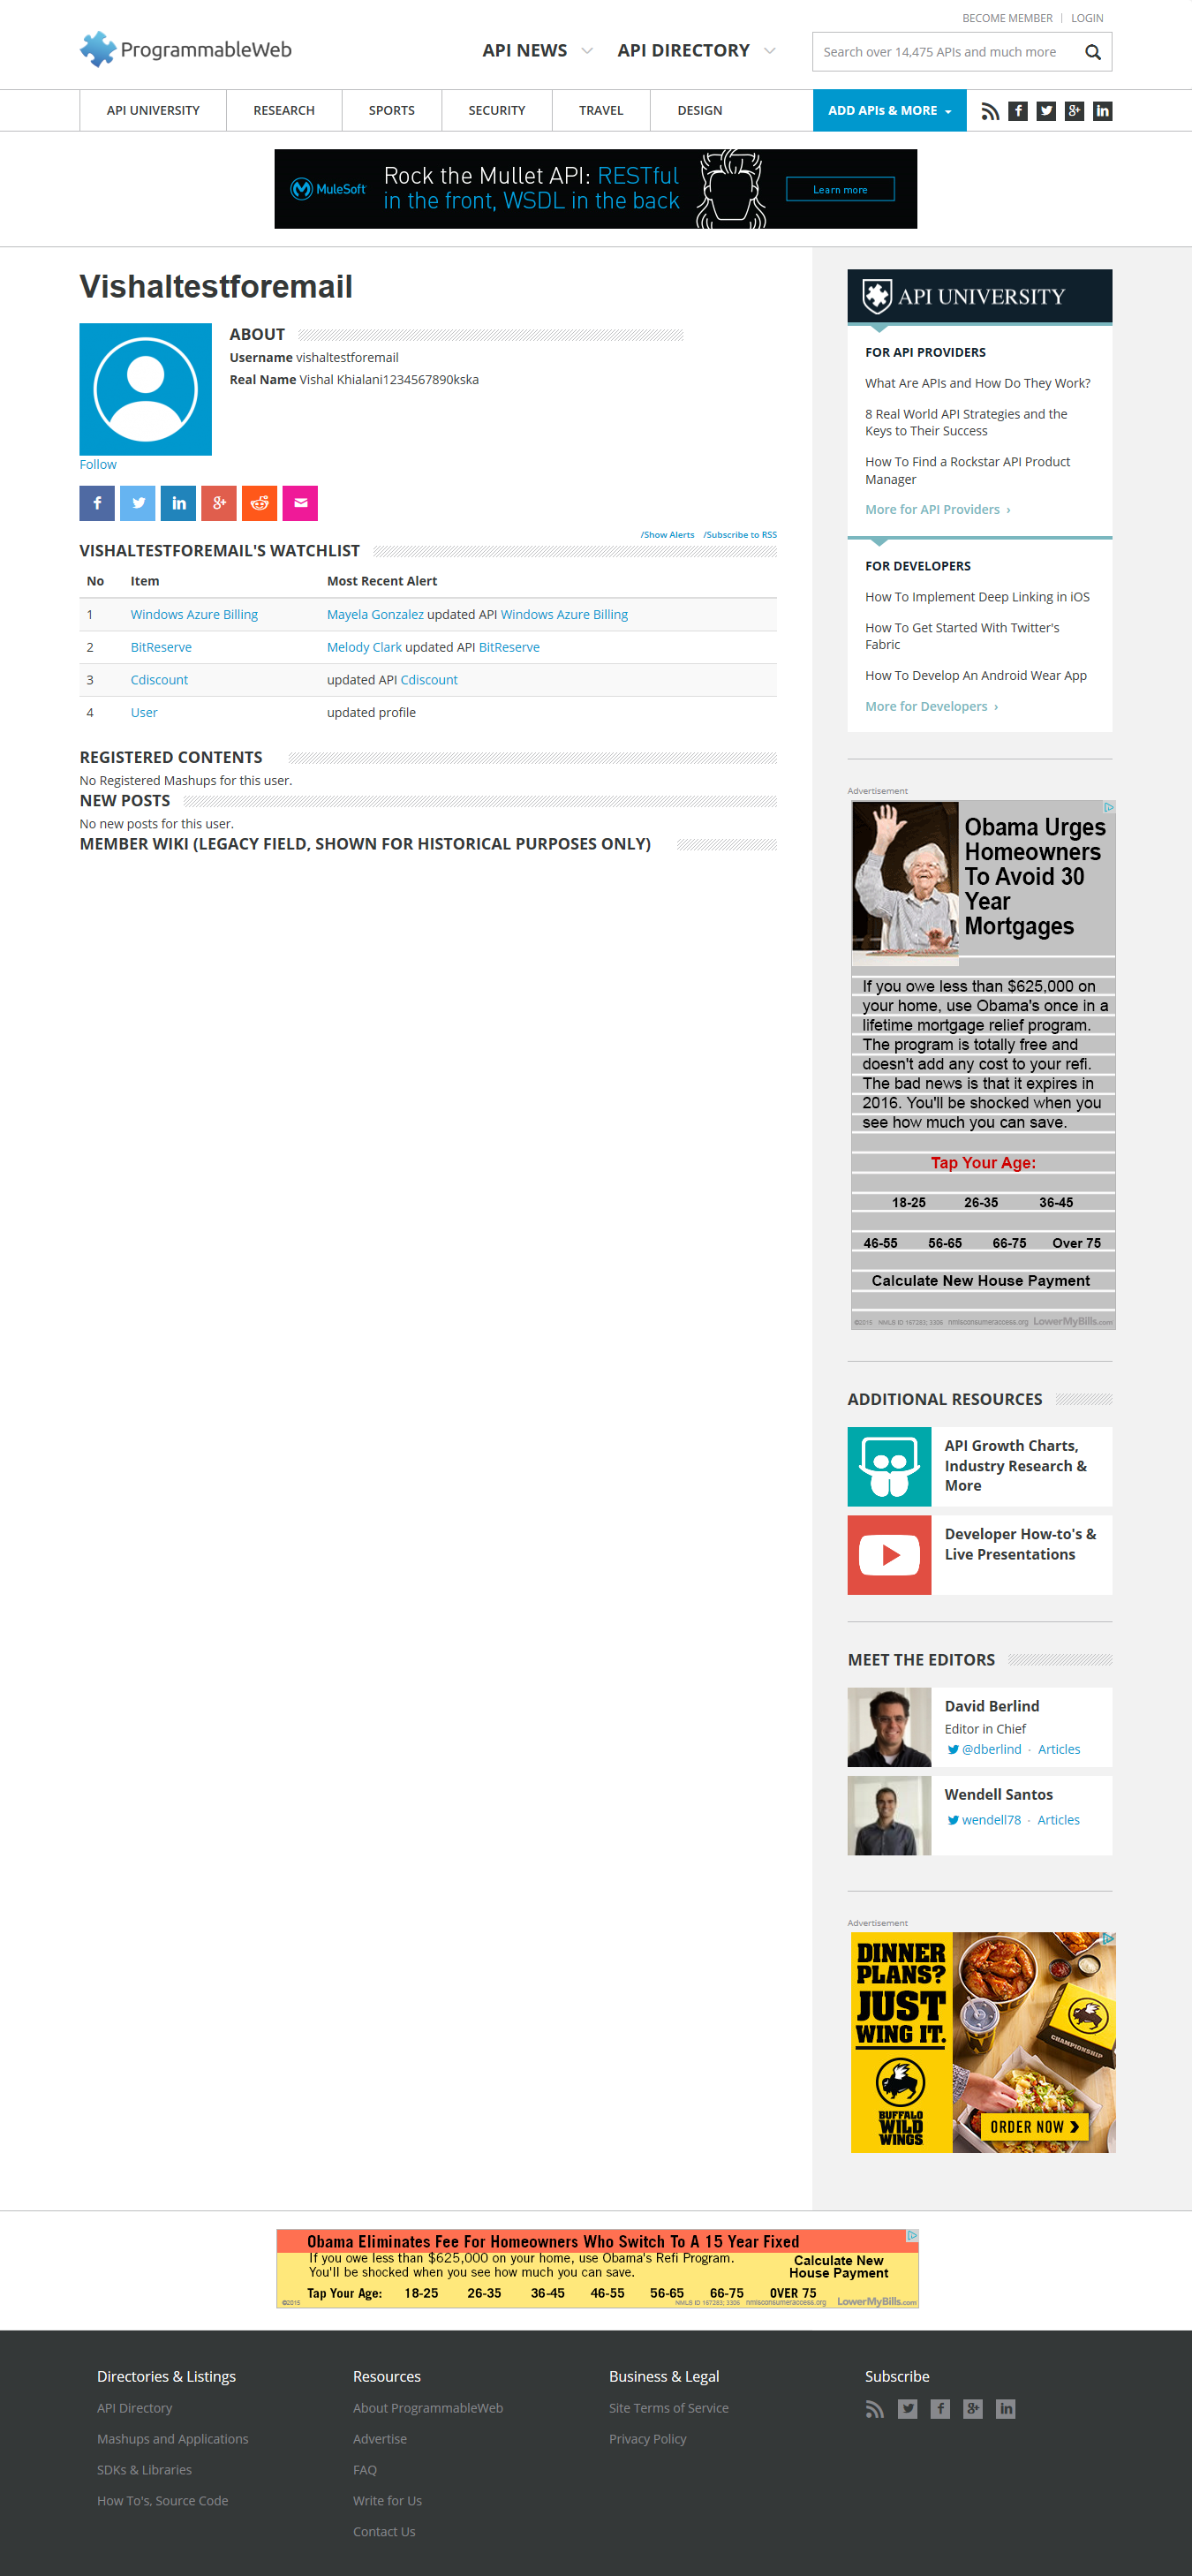 BECOME MEMBER | LOGIN
ProgrammableWeb
API NEWS
API DIRECTORY
Search over 14,475 APIs and much more
API UNIVERSITY
RESEARCH
SPORTS
SECURITY
TRAVEL
DESIGN
ADD APIs & MORE
MuleSoft
Rock the Mullet API: RESTful
in the front, WSDL in the back
Learn more
Vishaltestforemail
ABOUT
Username vishaltestforemail
Real Name Vishal Khialani1234567890kska
Follow
/Show Alerts /Subscribe to RSS
VISHALTESTFOREMAIL'S WATCHLIST
No Item Most Recent Alert
1 Windows Azure Billing Mayela Gonzalez updated API Windows Azure Billing
2 BitReserve Melody Clark updated API BitReserve
3 Cdiscount updated API Cdiscount
4 User updated profile
REGISTERED CONTENTS
No Registered Mashups for this user.
NEW POSTS
No new posts for this user.
MEMBER WIKI (LEGACY FIELD, SHOWN FOR HISTORICAL PURPOSES ONLY)
API UNIVERSITY
FOR API PROVIDERS
What Are APIs and How Do They Work?
8 Real World API Strategies and the
Keys to Their Success
How To Find a Rockstar API Product
Manager
More for API Providers ›
FOR DEVELOPERS
How To Implement Deep Linking in iOS
How To Get Started With Twitter's
Fabric
How To Develop An Android Wear App
More for Developers ›
Advertisement
Obama Urges
Homeowners
To Avoid 30
Year
Mortgages
If you owe less than $625,000 on
your home, use Obama's once in a
lifetime mortgage relief program.
The program is totally free and
doesn't add any cost to your refi.
The bad news is that it expires in
2016. You'll be shocked when you
see how much you can save.
Tap Your Age:
18-25 26-35 36-45
46-55 56-65 66-75 Over 75
Calculate New House Payment
©2015 NMLS ID 167283; 3306 nmlsconsumeraccess.org LowerMyBills.com
ADDITIONAL RESOURCES
API Growth Charts,
Industry Research &
More
Developer How-to's &
Live Presentations
MEET THE EDITORS
David Berlind
Editor in Chief
@dberlind · Articles
Wendell Santos
wendell78 · Articles
Advertisement
DINNER
PLANS?
JUST
WING IT.
BUFFALO
WILD
WINGS
CHAMPIONSHIP
ORDER NOW
Obama Eliminates Fee For Homeowners Who Switch To A 15 Year Fixed
If you owe less than $625,000 on your home, use Obama's Refi Program.
You'll be shocked when you see how much you can save.
Calculate New
House Payment
Tap Your Age: 18-25 26-35 36-45 46-55 56-65 66-75 OVER 75
©2015 NMLS ID 167283; 3306 nmlsconsumeraccess.org LowerMyBills.com
Directories & Listings
API Directory
Mashups and Applications
SDKs & Libraries
How To's, Source Code
Resources
About ProgrammableWeb
Advertise
FAQ
Write for Us
Contact Us
Business & Legal
Site Terms of Service
Privacy Policy
Subscribe